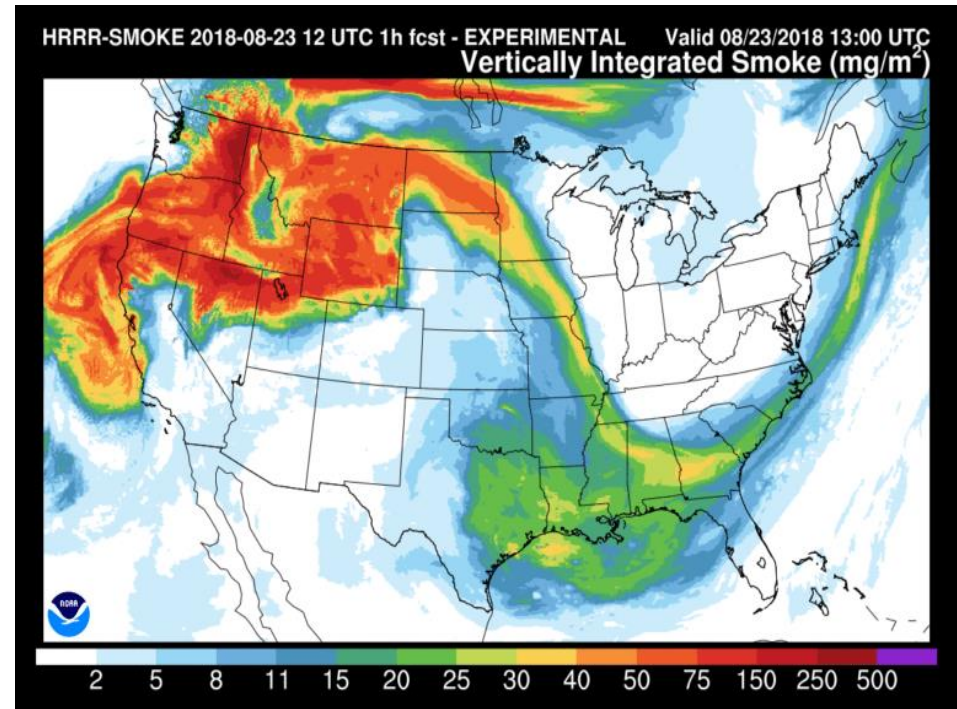 HRRR-SMOKE 2018-08-23 12 UTC 1h fcst - EXPERIMENTAL Valid 08/23/2018 13:00 UTC
Vertically Integrated Smoke (mg/m²)
NOAA
2 5 8 11 15 20 25 30 40 50 75 150 250 500